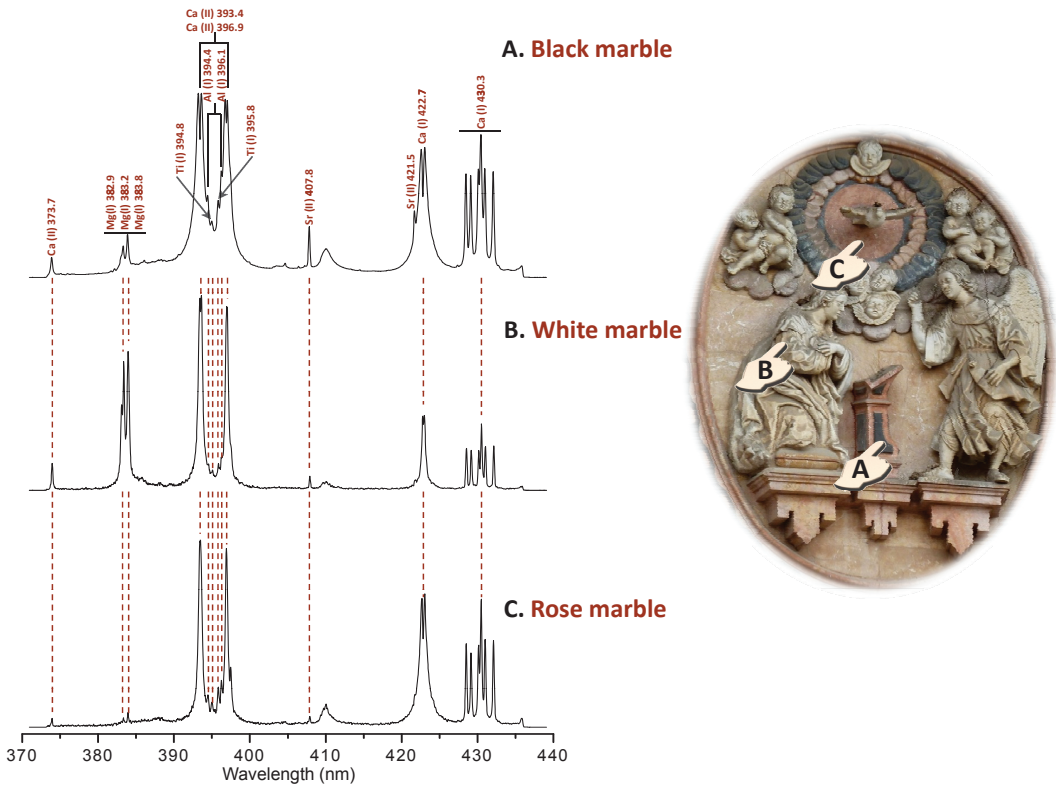 Ca (II) 393.4
Ca (II) 396.9
Al (I) 394.4
Al (I) 396.1
Ti (I) 394.8
Ti (I) 395.8
Ca (II) 373.7
Mg(I) 382.9
Mg(I) 383.2
Mg(I) 383.8
Sr (II) 407.8
Sr (II) 421.5
Ca (I) 422.7
Ca (I) 430.3
A. Black marble
B. White marble
C. Rose marble
370 380 390 400 410 420 430 440
Wavelength (nm)
C
B
A